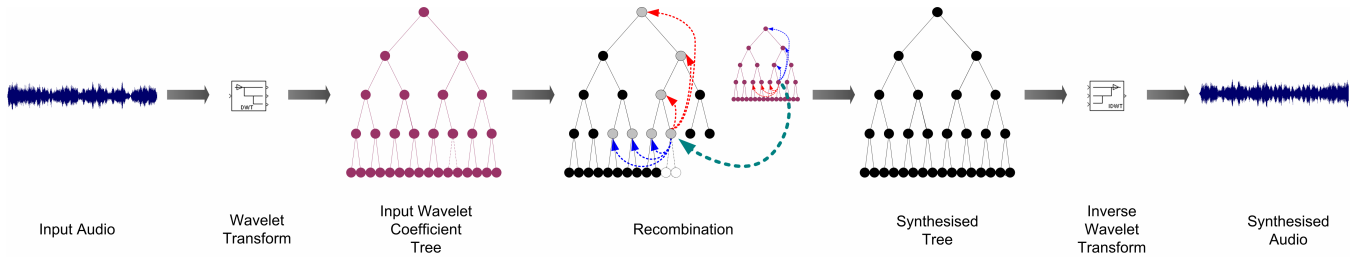 DWT
IDWT
Input Audio
Wavelet
Transform
Input Wavelet
Coefficient
Tree
Recombination
Synthesised
Tree
Inverse
Wavelet
Transform
Synthesised
Audio